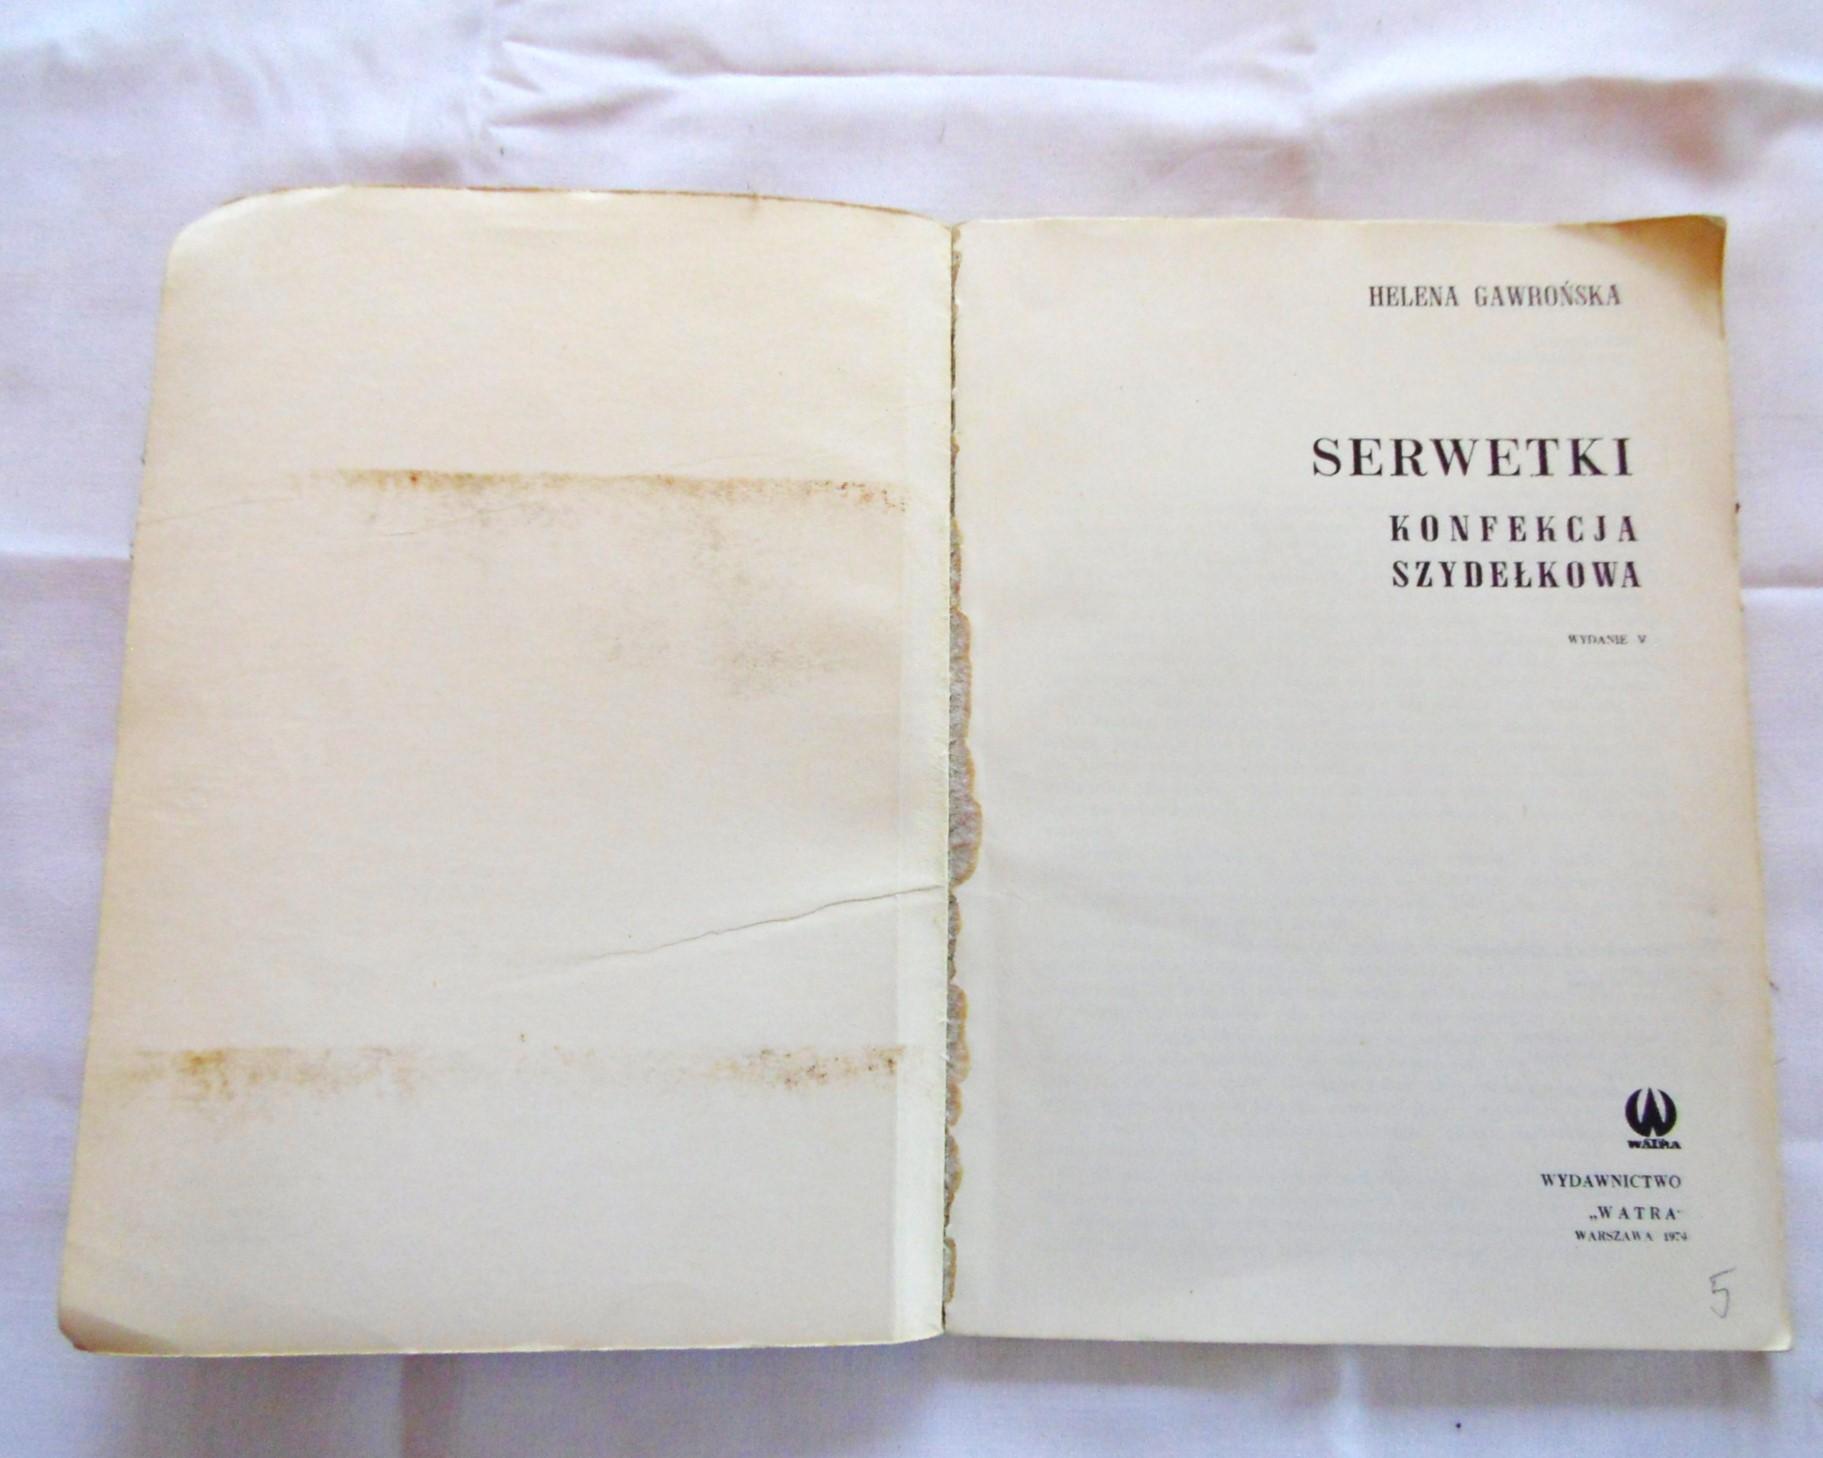 HELENA GAWROŃSKA
SERWETKI
KONFEKCJA
SZYDEŁKOWA
WYDANIE V
WATRA
WYDAWNICTWO
„WATRA”
WARSZAWA 1974
5